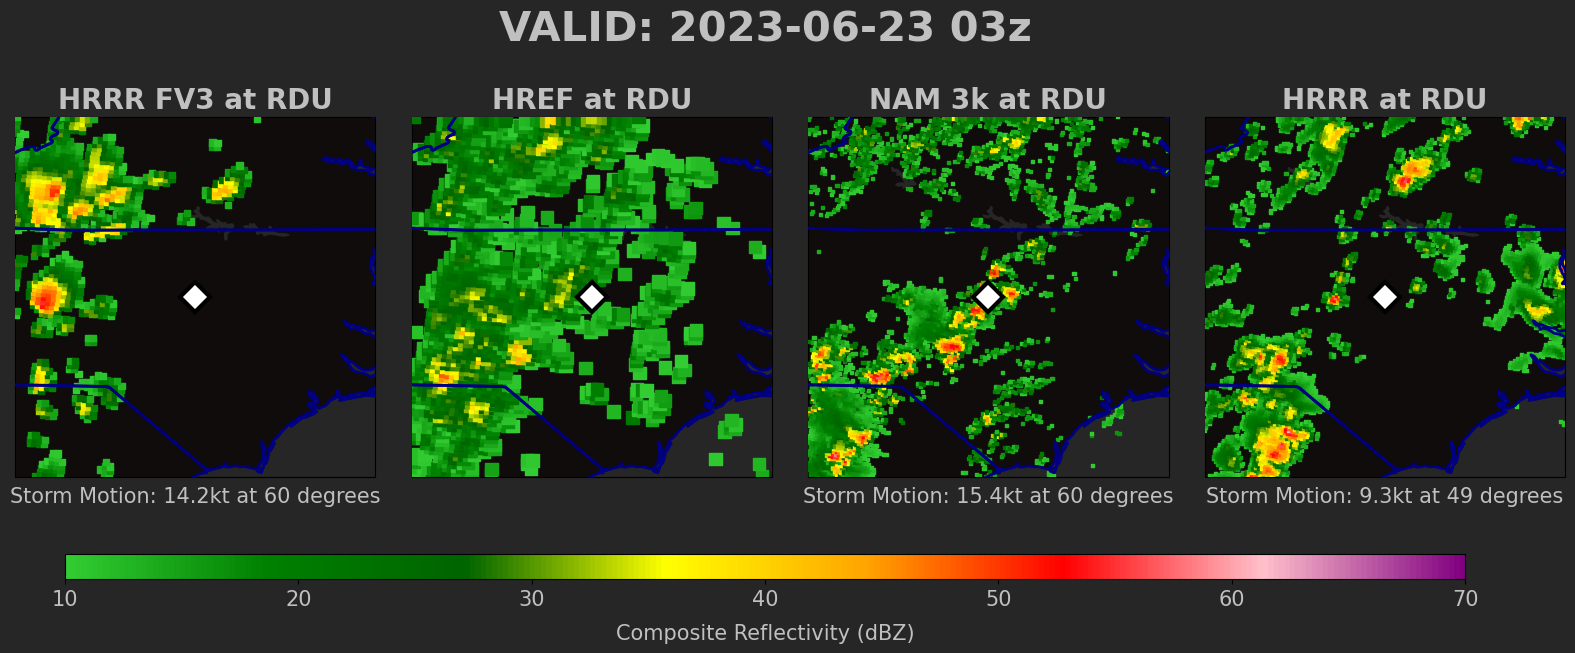 VALID: 2023-06-23 03z
HRRR FV3 at RDU
HREF at RDU
NAM 3k at RDU
HRRR at RDU
Storm Motion: 14.2kt at 60 degrees
Storm Motion: 15.4kt at 60 degrees
Storm Motion: 9.3kt at 49 degrees
10 20 30 40 50 60 70
Composite Reflectivity (dBZ)